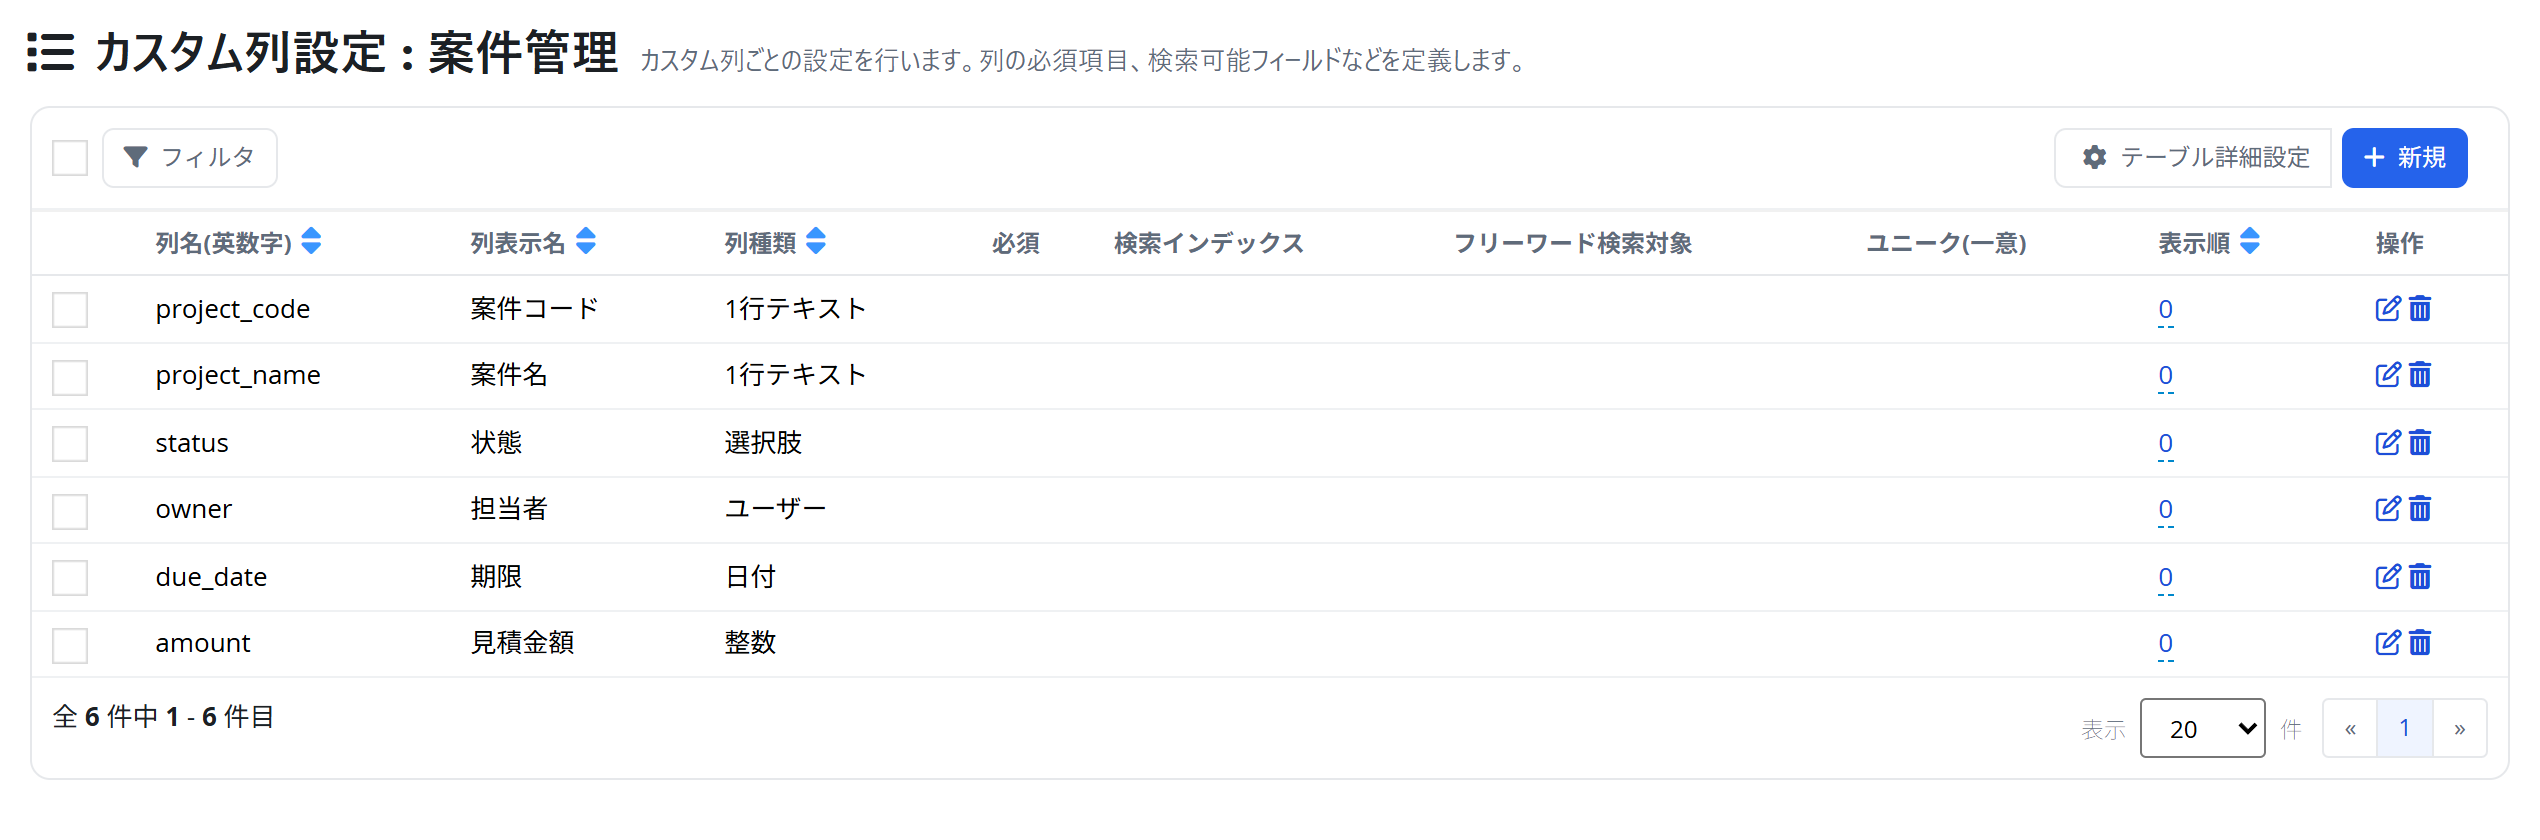 カスタム列設定 : 案件管理 カスタム列ごとの設定を行います。列の必須項目、検索可能フィールドなどを定義します。
フィルタ テーブル詳細設定 + 新規
列名(英数字) 列表示名 列種類 必須 検索インデックス フリーワード検索対象 ユニーク(一意) 表示順 操作
project_code 案件コード 1行テキスト 0
project_name 案件名 1行テキスト 0
status 状態 選択肢 0
owner 担当者 ユーザー 0
due_date 期限 日付 0
amount 見積金額 整数 0
全 6 件中 1 - 6 件目 表示 20 件 « 1 »